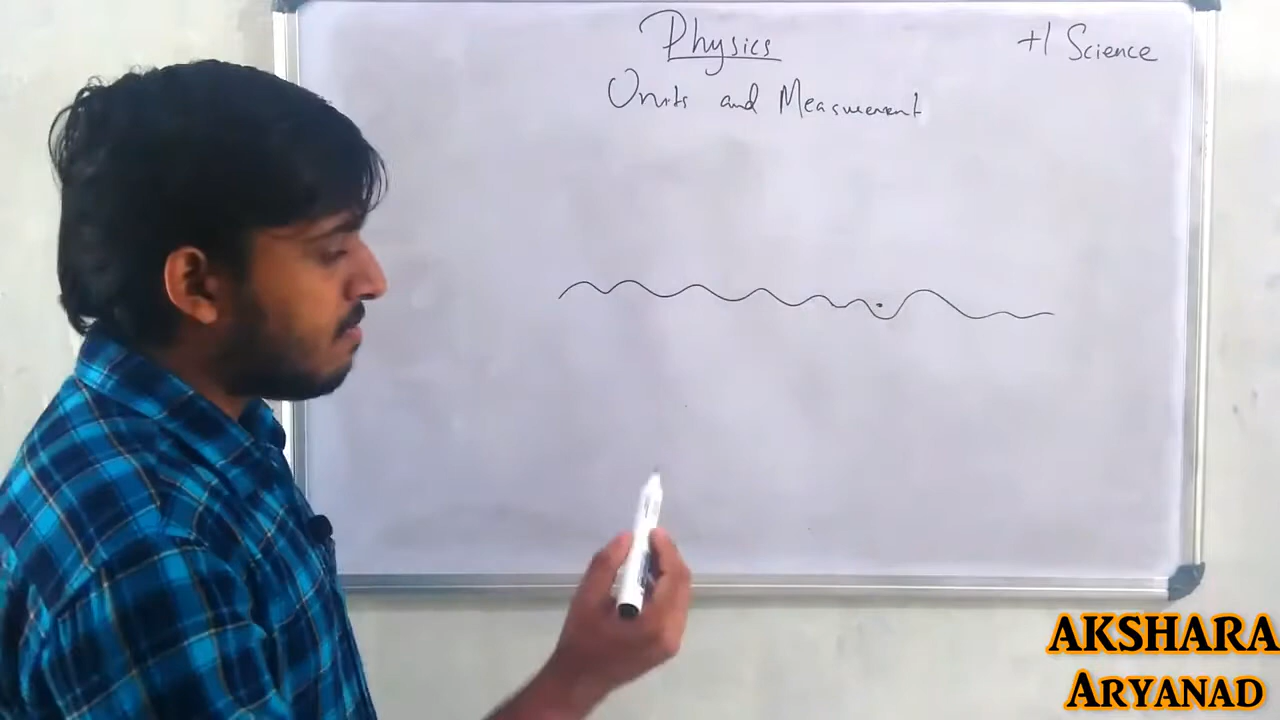 Physics
+1 Science
Units and Measurement
AKSHARA
ARYANAD